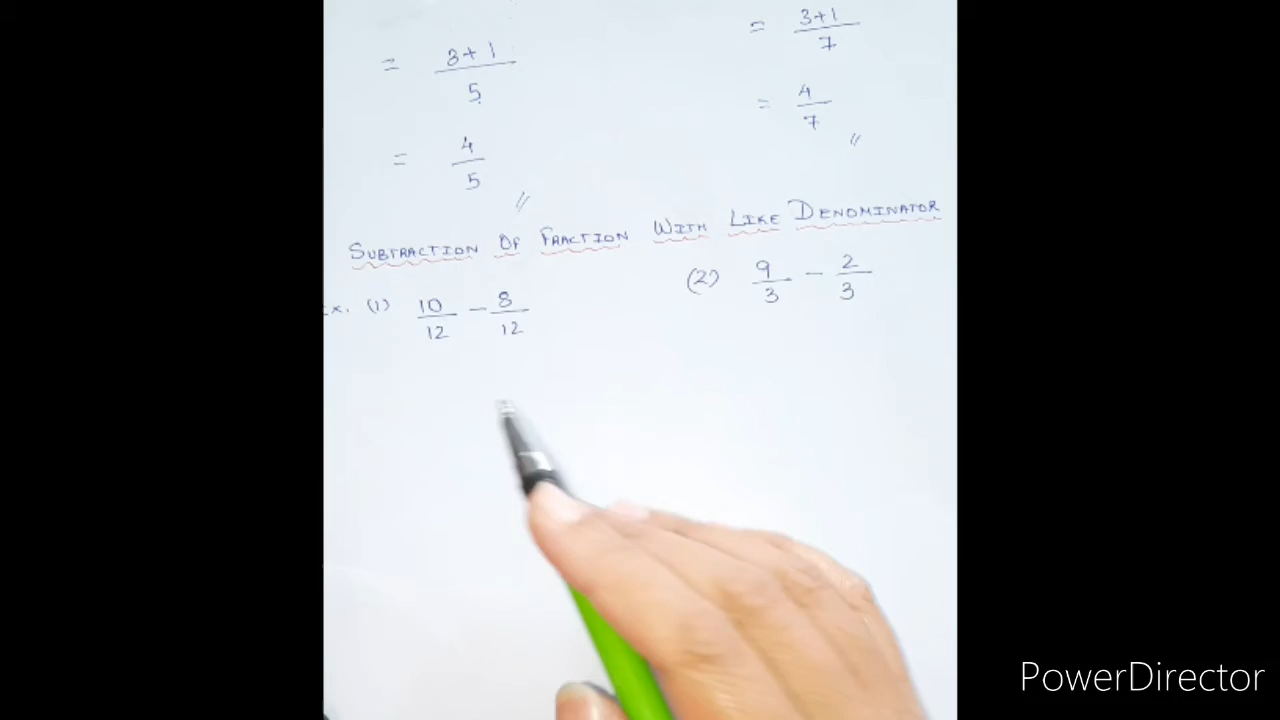 = 3+1/5
= 4/5 //
= 3+1/7
= 4/7 //
SUBTRACTION OF FRACTION WITH LIKE DENOMINATOR
Ex. (1) 10/12 - 8/12
(2) 9/3 - 2/3
PowerDirector